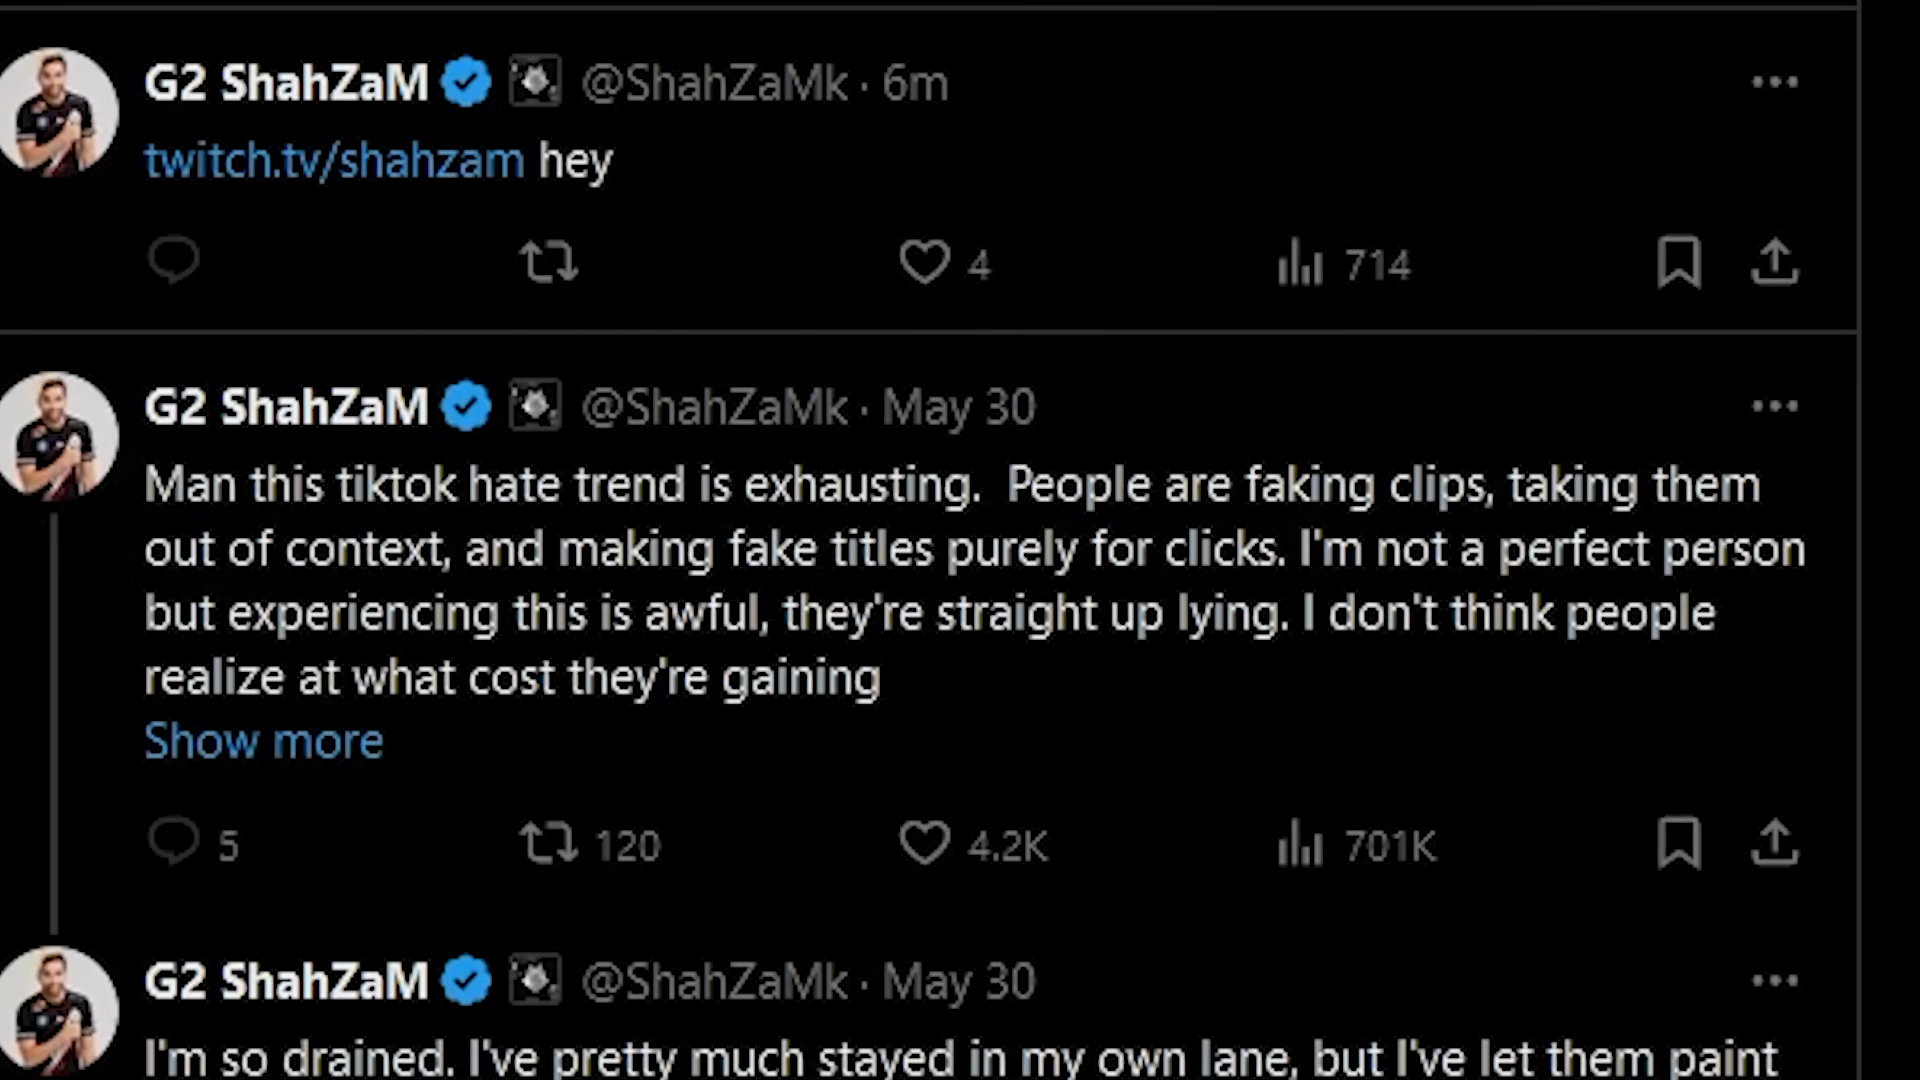 G2 ShahZaM @ShahZaMk · 6m
twitch.tv/shahzam hey
4 714
G2 ShahZaM @ShahZaMk · May 30
Man this tiktok hate trend is exhausting.  People are faking clips, taking them
out of context, and making fake titles purely for clicks. I'm not a perfect person
but experiencing this is awful, they're straight up lying. I don't think people
realize at what cost they're gaining
Show more
5 120 4.2K 701K
G2 ShahZaM @ShahZaMk · May 30
I'm so drained. I've pretty much stayed in my own lane, but I've let them paint